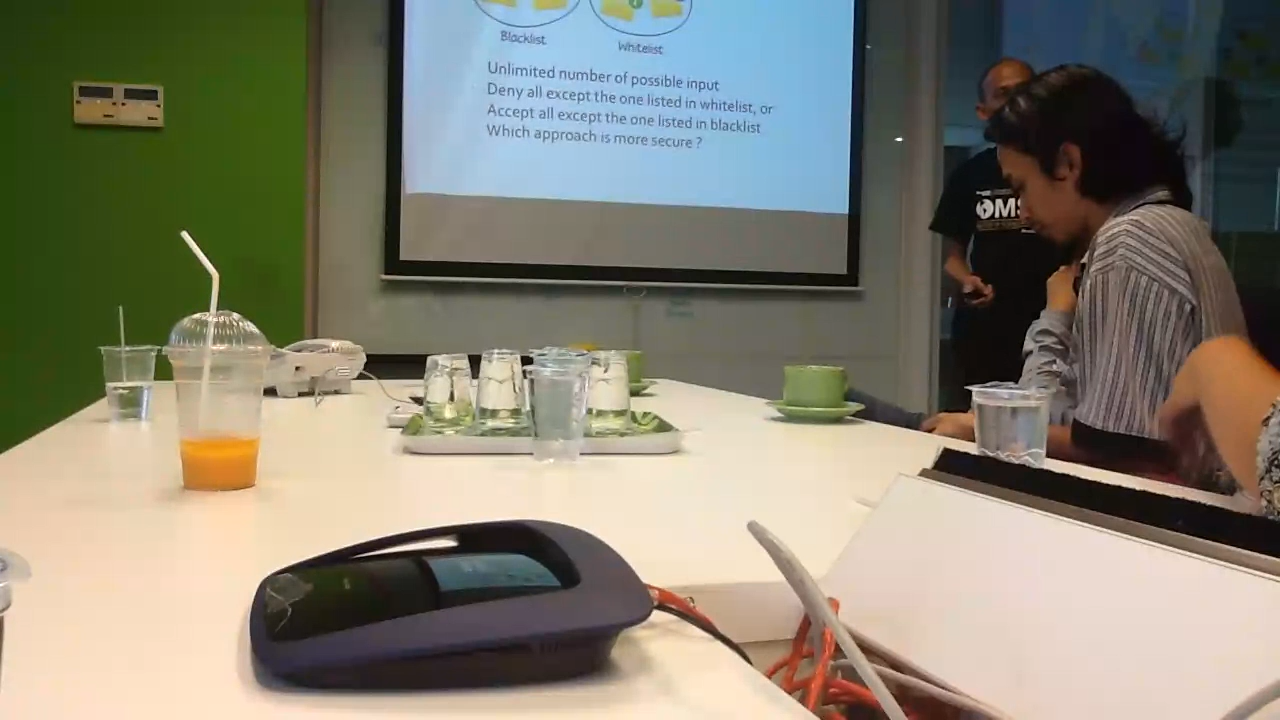 Blacklist
Whitelist
Unlimited number of possible input
Deny all except the one listed in whitelist, or
Accept all except the one listed in blacklist
Which approach is more secure ?
OMS